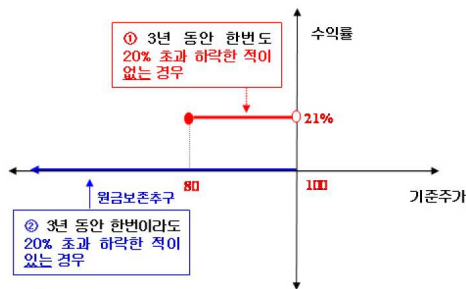 수익률
① 3년 동안 한번도
20% 초과 하락한 적이
없는 경우
21%
80
100
기준주가
원금보존추구
② 3년 동안 한번이라도
20% 초과 하락한 적이
있는 경우